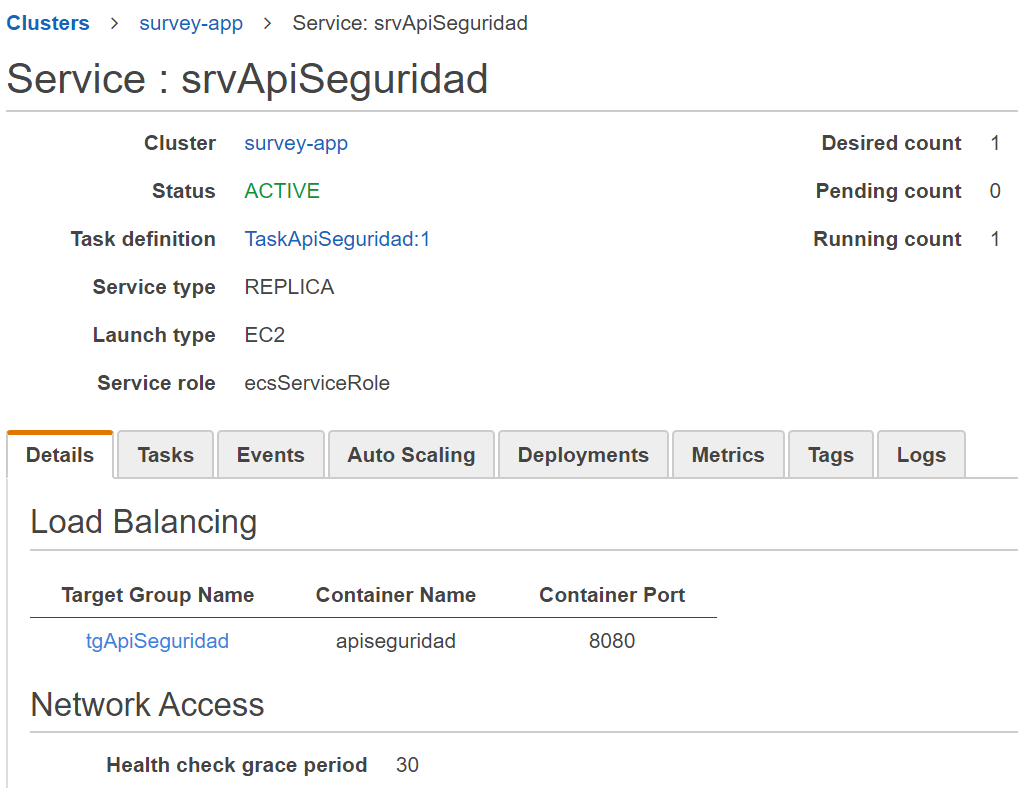 Clusters > survey-app > Service: srvApiSeguridad
Service : srvApiSeguridad
Cluster survey-app Desired count 1
Status ACTIVE Pending count 0
Task definition TaskApiSeguridad:1 Running count 1
Service type REPLICA
Launch type EC2
Service role ecsServiceRole
Details Tasks Events Auto Scaling Deployments Metrics Tags Logs
Load Balancing
Target Group Name Container Name Container Port
tgApiSeguridad apiseguridad 8080
Network Access
Health check grace period 30